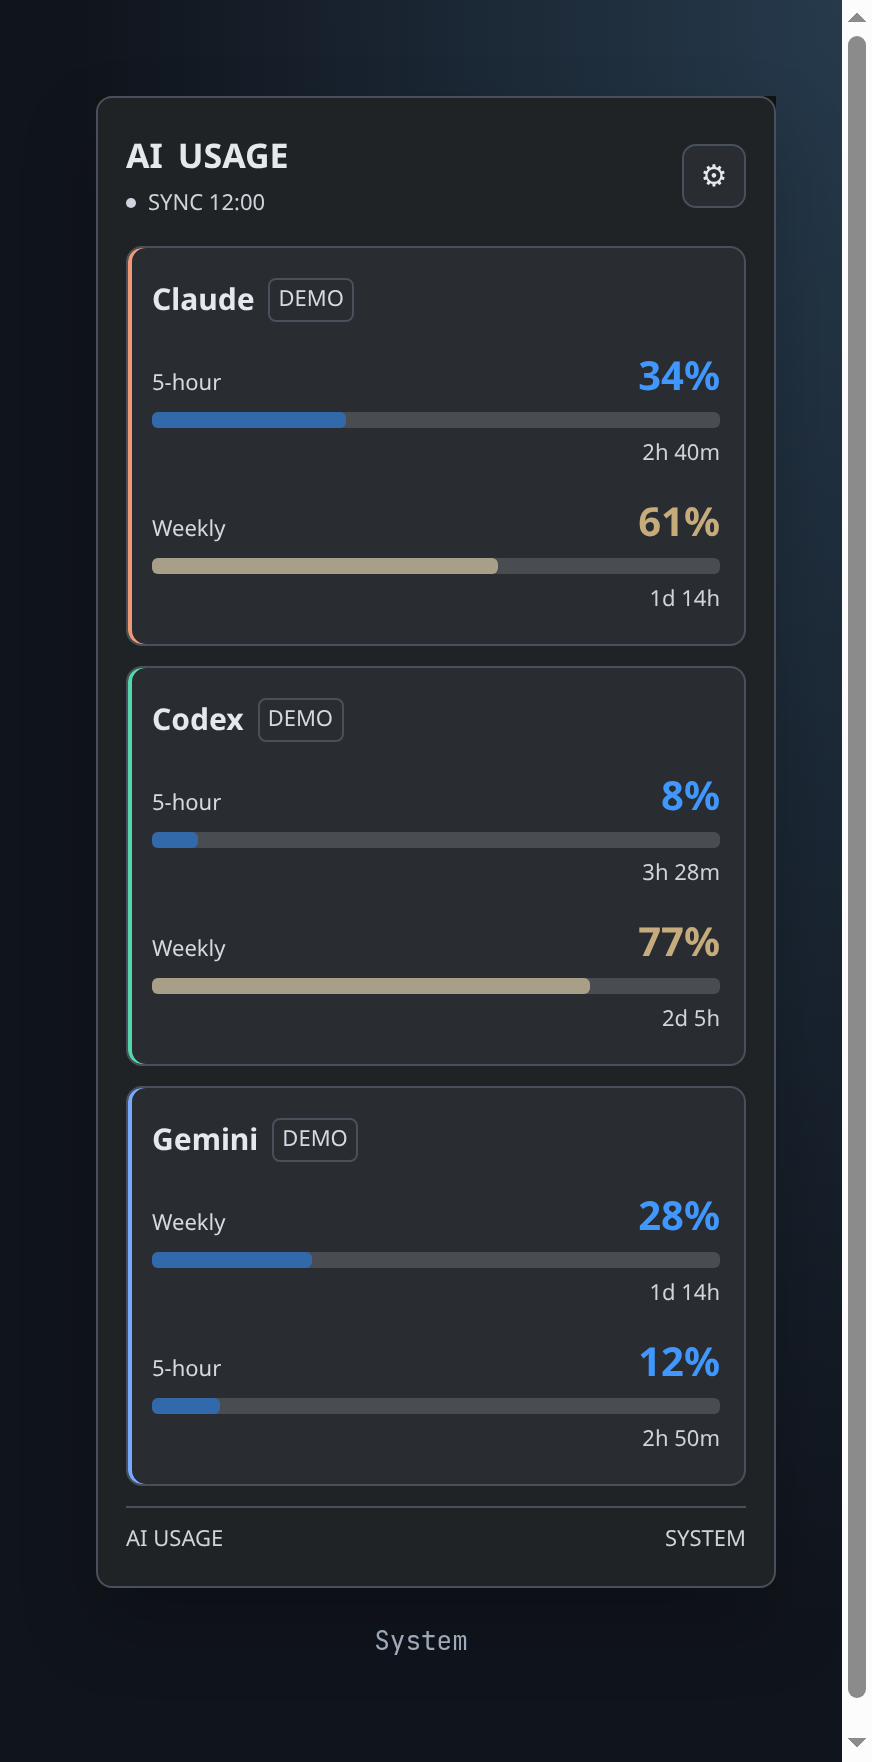 AI USAGE
SYNC 12:00
Claude DEMO
5-hour 34%
2h 40m
Weekly 61%
1d 14h
Codex DEMO
5-hour 8%
3h 28m
Weekly 77%
2d 5h
Gemini DEMO
Weekly 28%
1d 14h
5-hour 12%
2h 50m
AI USAGE SYSTEM
System